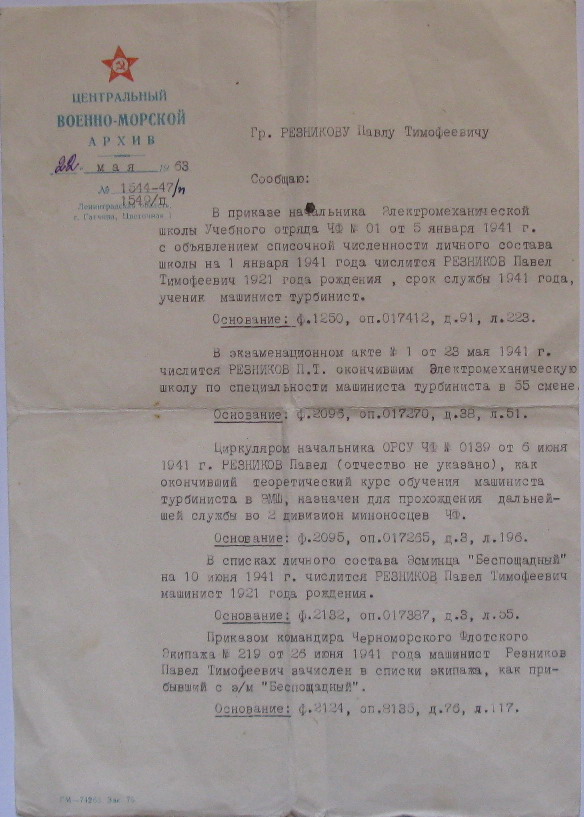 ЦЕНТРАЛЬНЫЙ
ВОЕННО-МОРСКОЙ
АРХИВ
22 мая 1963
№ 1544-47/п
1549/п
Ленинградская область,
г. Гатчина,
Гр. РЕЗНИКОВУ Павлу Тимофеевичу
Сообщаю:
В приказе начальника Электромеханической
школы Учебного отряда ЧФ № 01 от 5 января 1941 г.
с объявлением списочной численности личного состава
школы на 1 января 1941 года числится РЕЗНИКОВ Павел
Тимофеевич 1921 года рождения , срок службы 1941 года,
ученик машинист турбинист.
Основание: ф.1250, оп.017412, д.91, л.223.
В экзаменационном акте № 1 от 23 мая 1941 г.
числится РЕЗНИКОВ П.Т. окончившим Электромеханическую
школу по специальности машиниста турбиниста в 55 смене.
Основание: ф.2095, оп.017270, д.38, л.51.
Циркуляром начальника ОРСУ ЧФ № 0139 от 6 июня
1941 г. РЕЗНИКОВ Павел (отчество не указано), как
окончивший теоретический курс обучения машиниста
турбиниста в ЭМШ, назначен для прохождения дальней-
шей службы во 2 дивизион миноносцев ЧФ.
Основание: ф.2095, оп.017265, д.3, л.196.
В списках личного состава Эсминца "Беспощадный"
на 10 июня 1941 г. числится РЕЗНИКОВ Павел Тимофеевич
машинист 1921 года рождения.
Основание: ф.2132, оп.017387, д.3, л.55.
Приказом командира Черноморского Флотского
Экипажа № 219 от 26 июня 1941 года машинист Резников
Павел Тимофеевич зачислен в списки экипажа, как при-
бывший с э/м "Беспощадный".
Основание: ф.2124, оп.8135, д.76, л.117.